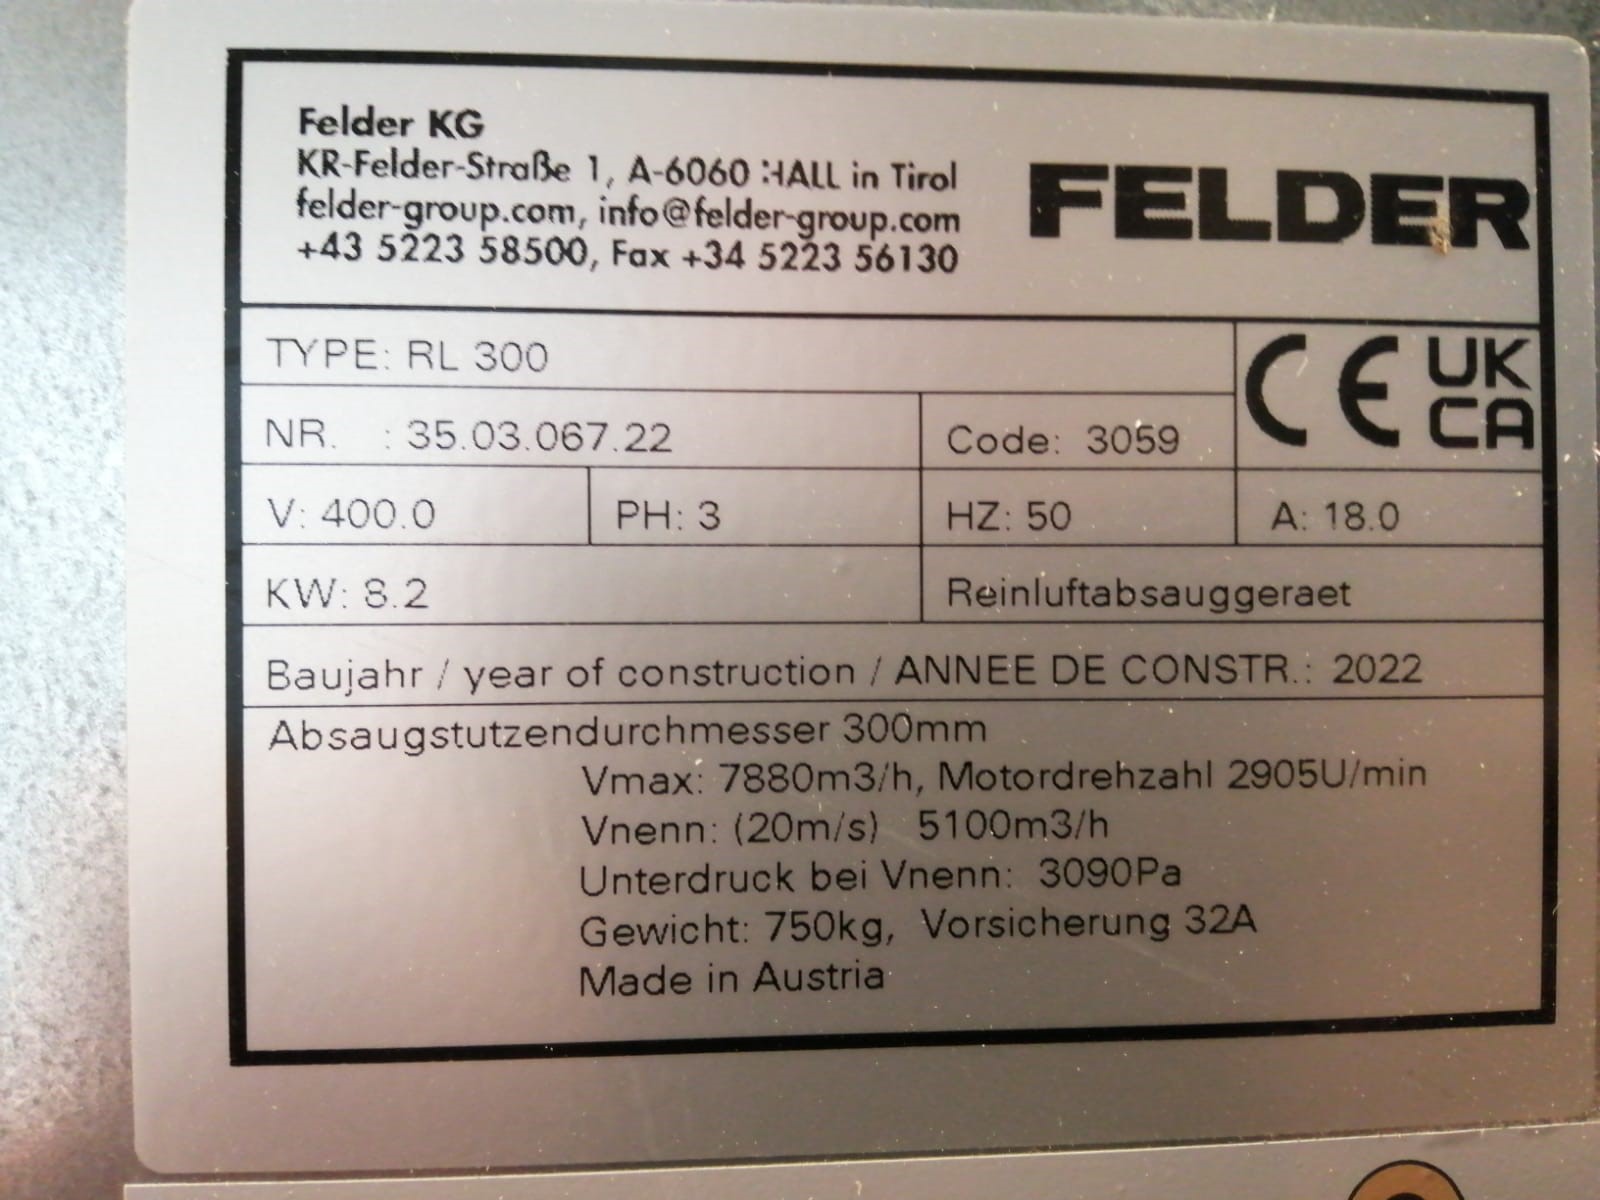 Felder KG
KR-Felder-Straße 1, A-6060 HALL in Tirol
felder-group.com, info@felder-group.com
+43 5223 58500, Fax +34 5223 56130
FELDER
TYPE: RL 300
CE UK CA
NR. : 35.03.067.22 Code: 3059
V: 400.0 PH: 3 HZ: 50 A: 18.0
KW: 8.2 Reinluftabsauggeraet
Baujahr / year of construction / ANNEE DE CONSTR.: 2022
Absaugstutzendurchmesser 300mm
Vmax: 7880m3/h, Motordrehzahl 2905U/min
Vnenn: (20m/s) 5100m3/h
Unterdruck bei Vnenn: 3090Pa
Gewicht: 750kg, Vorsicherung 32A
Made in Austria